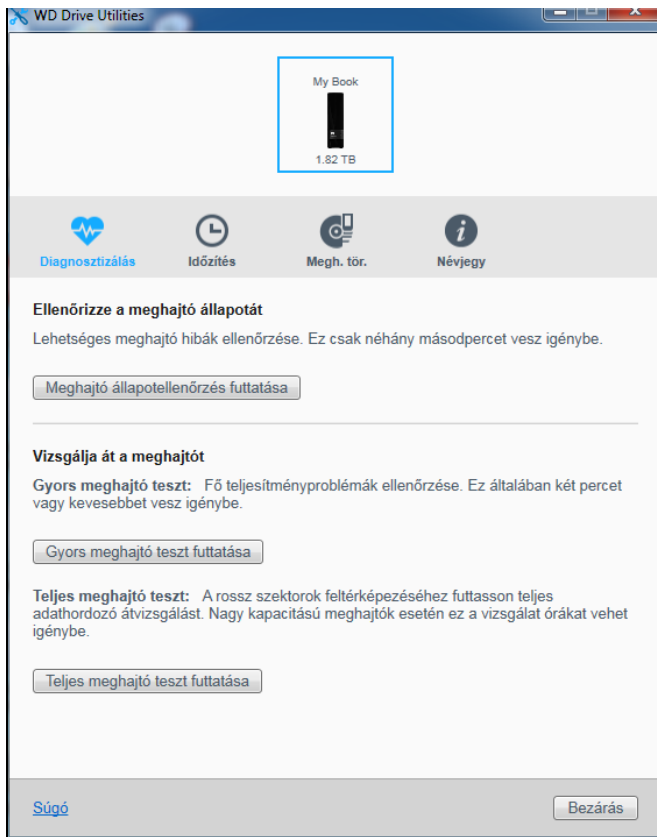 WD Drive Utilities
My Book
1.82 TB
Diagnosztizálás
Időzítés
Megh. tör.
Névjegy
Ellenőrizze a meghajtó állapotát
Lehetséges meghajtó hibák ellenőrzése. Ez csak néhány másodpercet vesz igénybe.
Meghajtó állapotellenőrzés futtatása
Vizsgálja át a meghajtót
Gyors meghajtó teszt: Fő teljesítményproblémák ellenőrzése. Ez általában két percet
vagy kevesebbet vesz igénybe.
Gyors meghajtó teszt futtatása
Teljes meghajtó teszt: A rossz szektorok feltérképezéséhez futtasson teljes
adathordozó átvizsgálást. Nagy kapacitású meghajtók esetén ez a vizsgálat órákat vehet
igénybe.
Teljes meghajtó teszt futtatása
Súgó
Bezárás